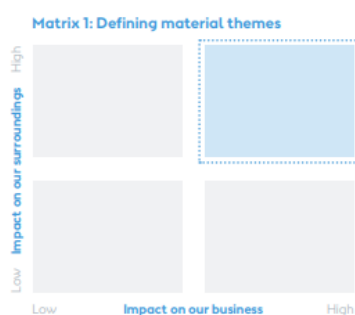 Matrix 1: Defining material themes
High
Impact on our surroundings
Low
Low
Impact on our business
High